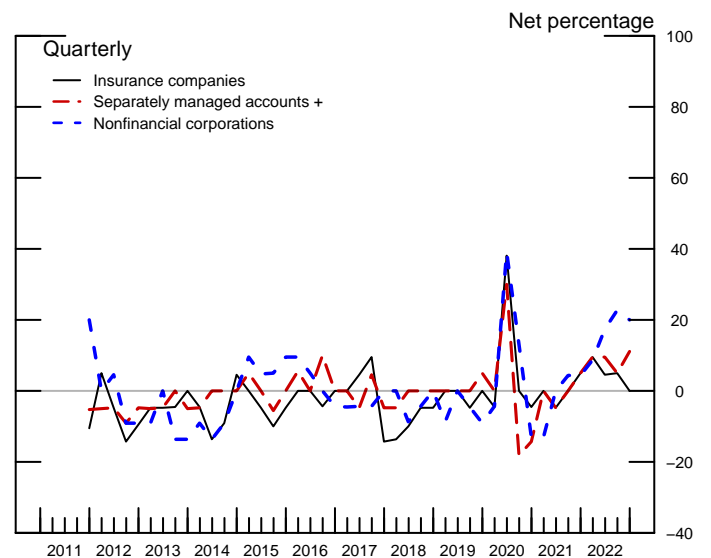 Net percentage
Quarterly
Insurance companies
Separately managed accounts +
Nonfinancial corporations
100
80
60
40
20
0
−20
−40
2011 2012 2013 2014 2015 2016 2017 2018 2019 2020 2021 2022